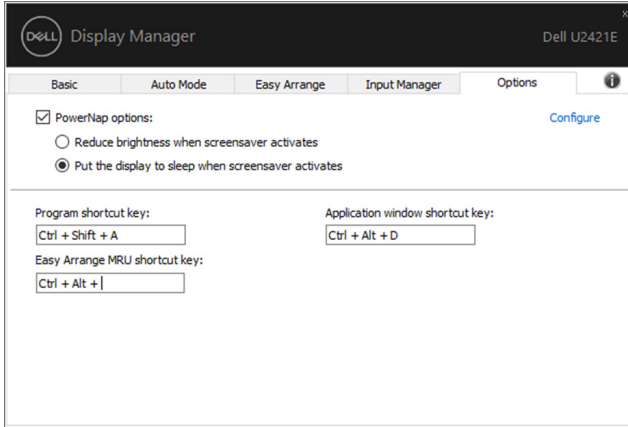 DELL Display Manager
Dell U2421E
x
Basic Auto Mode Easy Arrange Input Manager Options i
PowerNap options: Configure
Reduce brightness when screensaver activates
Put the display to sleep when screensaver activates
Program shortcut key: Application window shortcut key:
Ctrl + Shift + A Ctrl + Alt + D
Easy Arrange MRU shortcut key:
Ctrl + Alt +